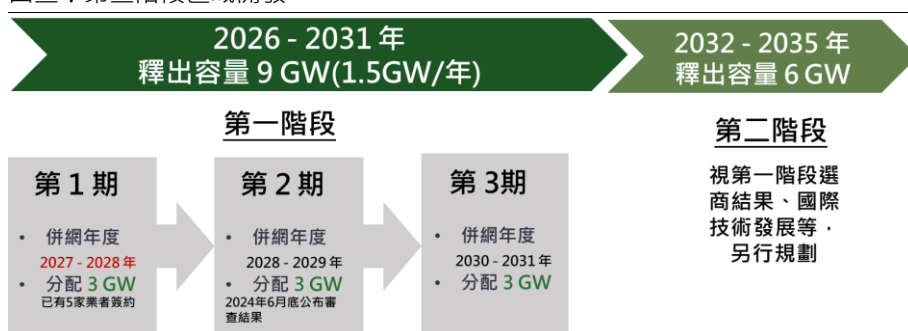 2026 - 2031 年
釋出容量 9 GW(1.5GW/年)
2032 - 2035 年
釋出容量 6 GW
第一階段
第 1 期
• 併網年度
2027 - 2028 年
• 分配 3 GW
已有5家業者簽約
第 2 期
• 併網年度
2028 - 2029 年
• 分配 3 GW
2024年6月底公布審
查結果
第 3期
• 併網年度
2030 - 2031 年
• 分配 3 GW
第二階段
視第一階段選
商結果、國際
技術發展等，
另行規劃